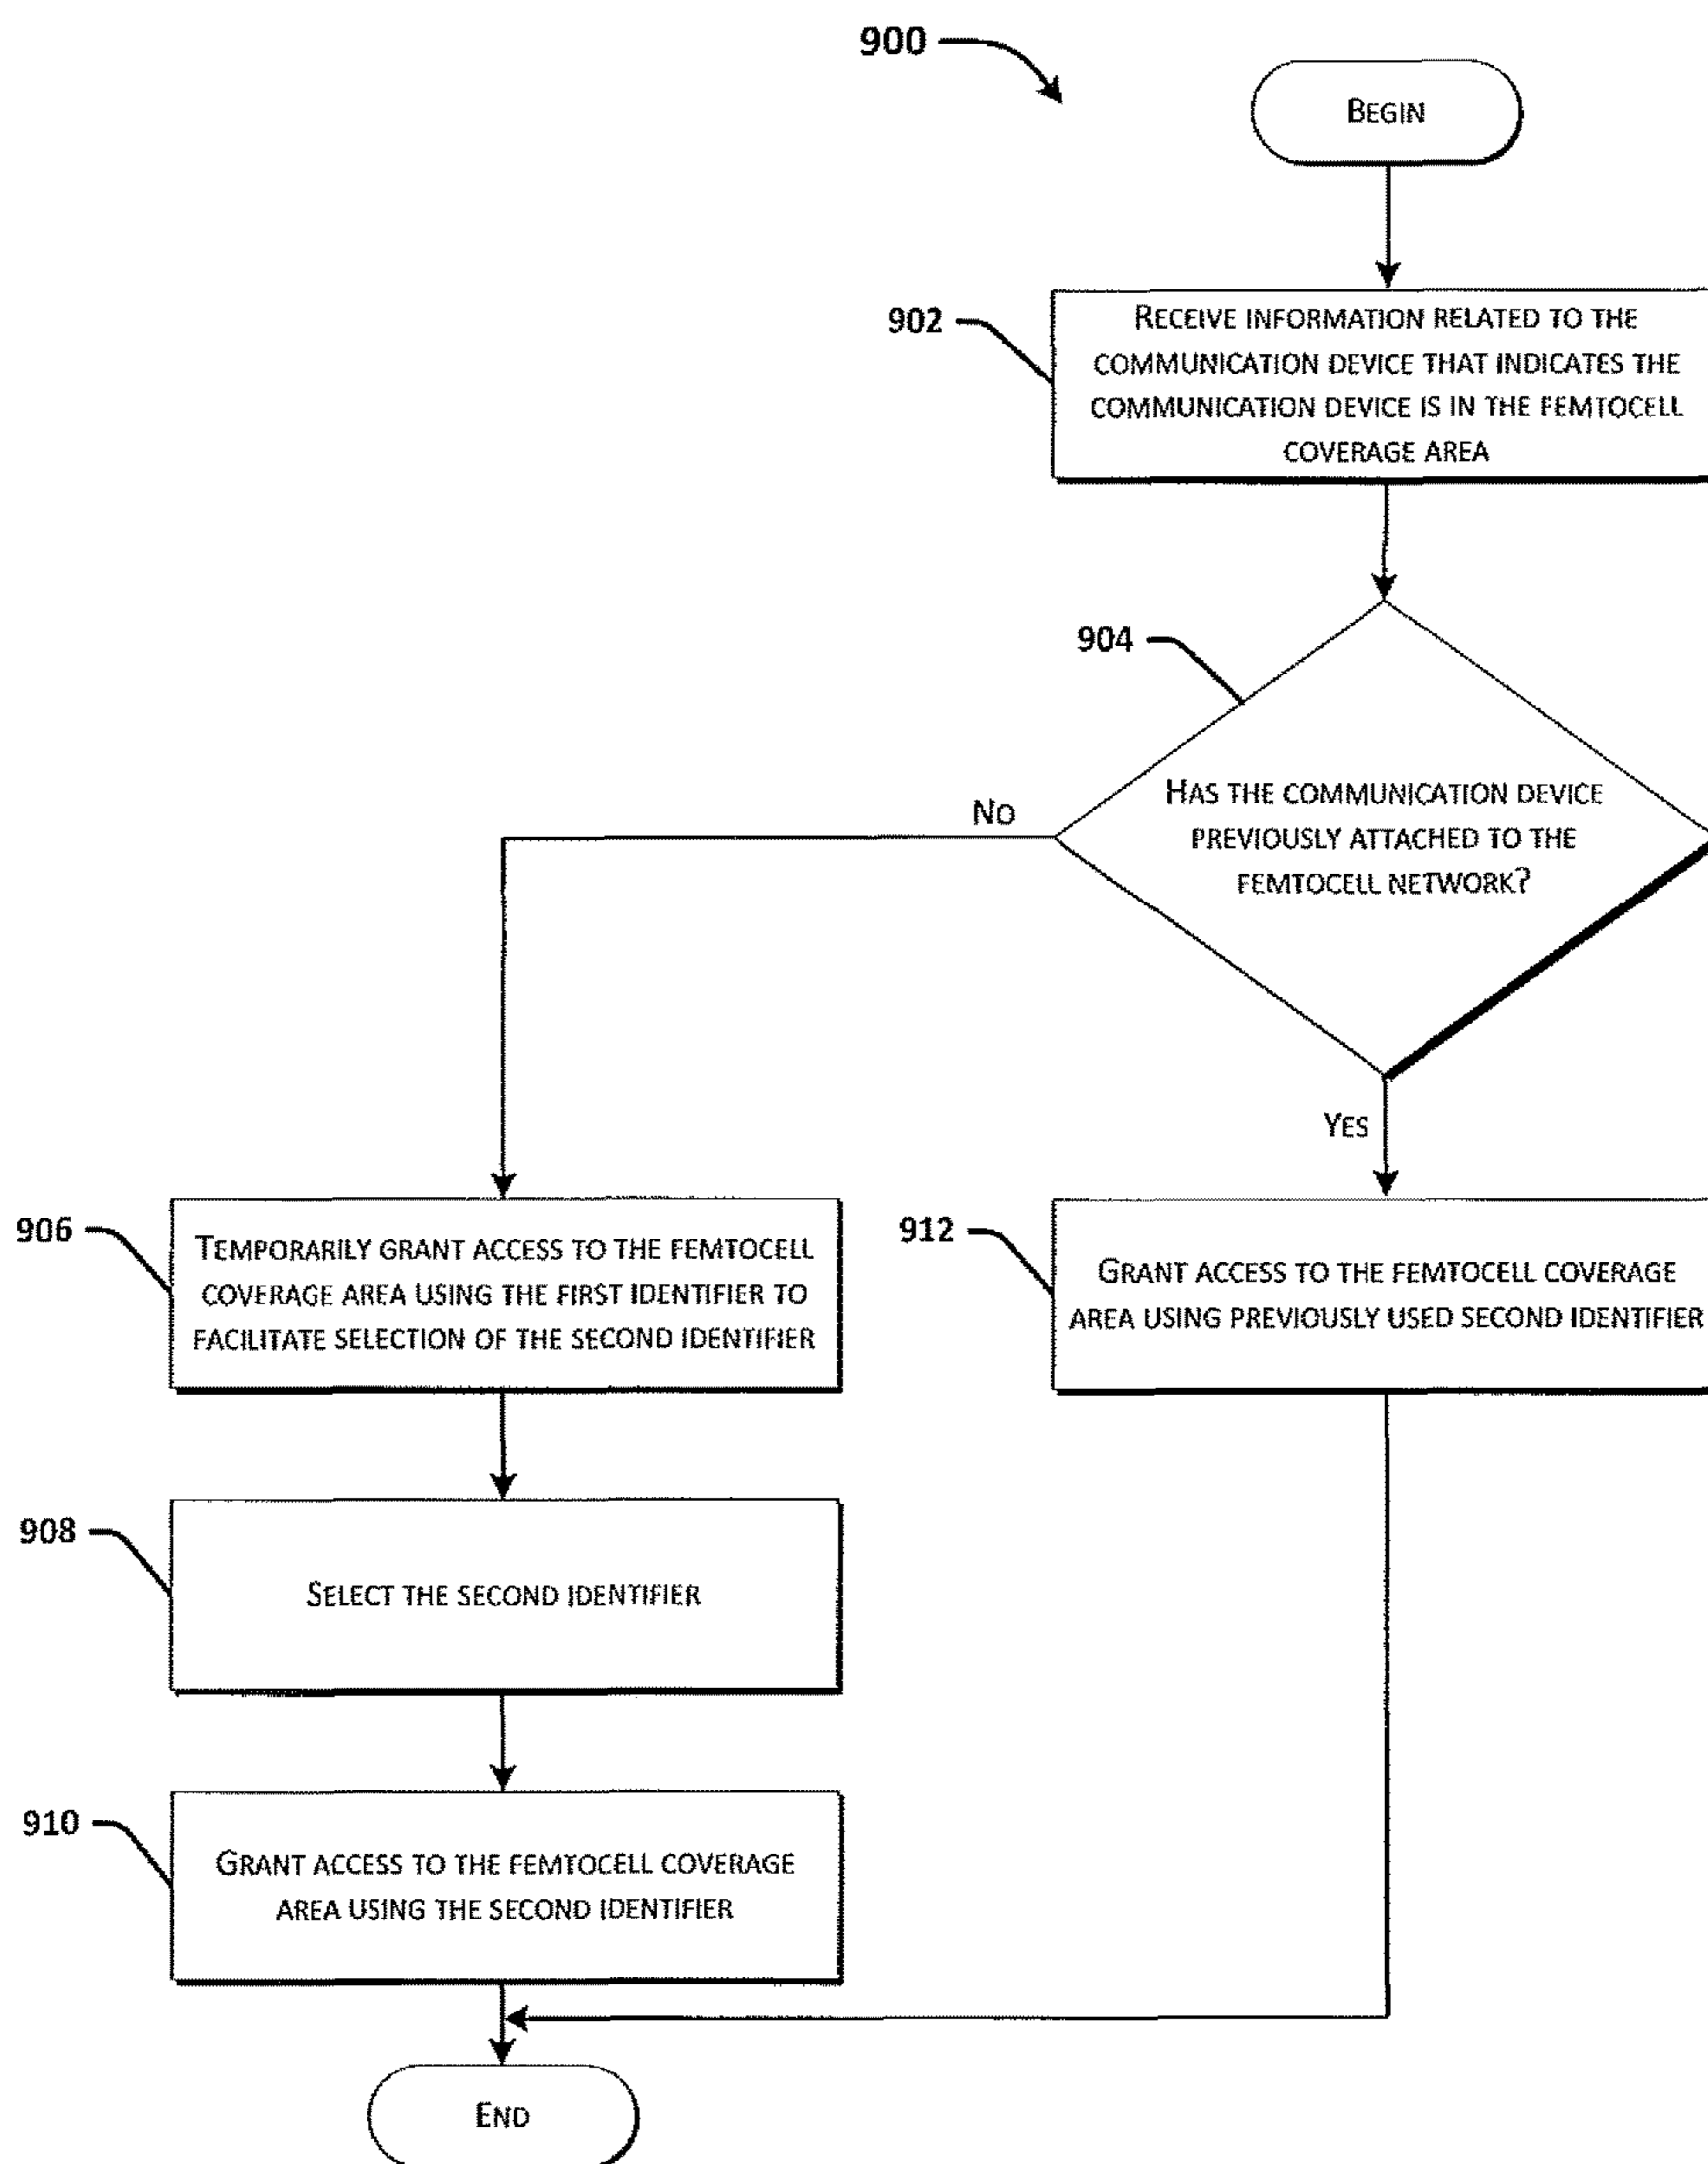 900
BEGIN
902
RECEIVE INFORMATION RELATED TO THE
COMMUNICATION DEVICE THAT INDICATES THE
COMMUNICATION DEVICE IS IN THE FEMTOCELL
COVERAGE AREA
904
HAS THE COMMUNICATION DEVICE
PREVIOUSLY ATTACHED TO THE
FEMTOCELL NETWORK?
NO
YES
906
TEMPORARILY GRANT ACCESS TO THE FEMTOCELL
COVERAGE AREA USING THE FIRST IDENTIFIER TO
FACILITATE SELECTION OF THE SECOND IDENTIFIER
912
GRANT ACCESS TO THE FEMTOCELL COVERAGE
AREA USING PREVIOUSLY USED SECOND IDENTIFIER
908
SELECT THE SECOND IDENTIFIER
910
GRANT ACCESS TO THE FEMTOCELL COVERAGE
AREA USING THE SECOND IDENTIFIER
END